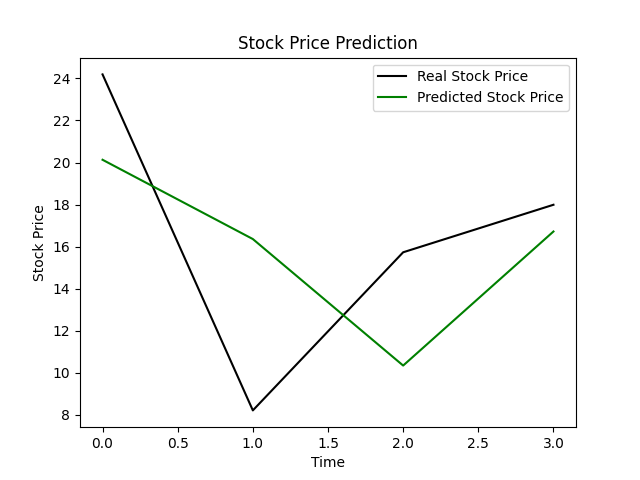 Stock Price Prediction
Real Stock Price
Predicted Stock Price
Stock Price
24
22
20
18
16
14
12
10
8
0.0 0.5 1.0 1.5 2.0 2.5 3.0
Time